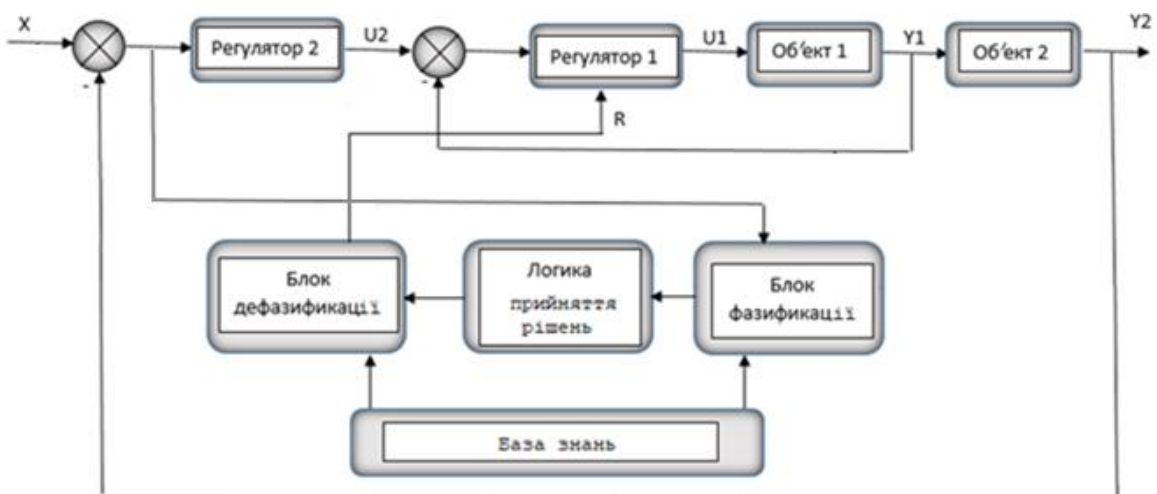 X
Регулятор 2
U2
Регулятор 1
U1
Об'єкт 1
Y1
Об'єкт 2
Y2
-
-
R
Блок
дефазификації
Логика
прийняття
рішень
Блок
фазификації
База знань